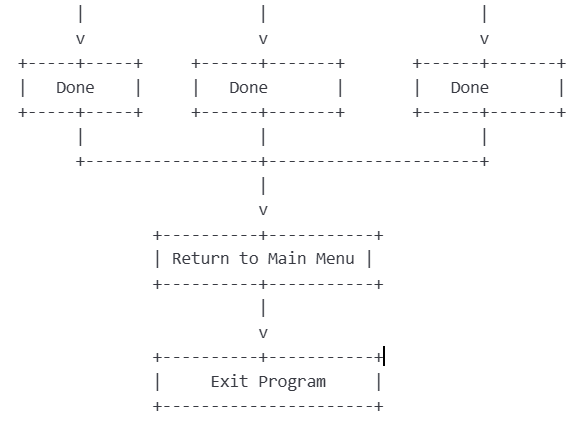 Done Done Done
Return to Main Menu
Exit Program